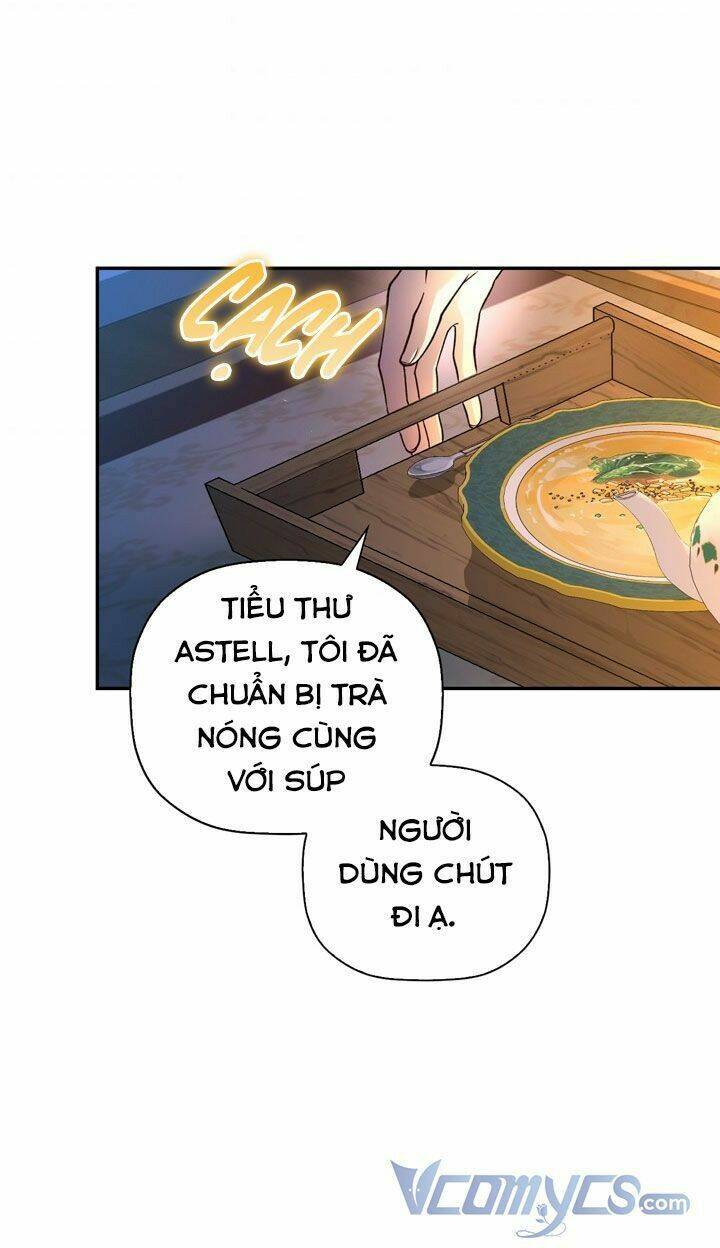 CẠCH
TIỂU THƯ
ASTELL, TÔI ĐÃ
CHUẨN BỊ TRÀ
NÓNG CÙNG
VỚI SÚP
NGƯỜI
DÙNG CHÚT
ĐI Ạ.
VCOMYCS.com